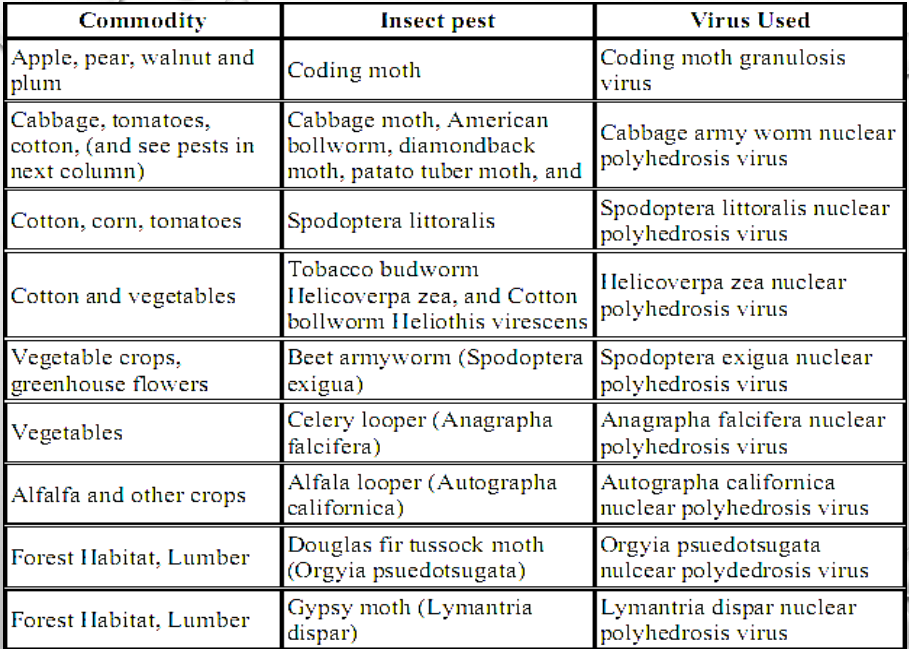 Commodity
Insect pest
Virus Used
Apple, pear, walnut and
plum
Coding moth
Coding moth granulosis
virus
Cabbage, tomatoes,
cotton, (and see pests in
next column)
Cabbage moth, American
bollworm, diamondback
moth, patato tuber moth, and
Cabbage army worm nuclear
polyhedrosis virus
Cotton, corn, tomatoes
Spodoptera littoralis
Spodoptera littoralis nuclear
polyhedrosis virus
Cotton and vegetables
Tobacco budworm
Helicoverpa zea, and Cotton
bollworm Heliothis virescens
Helicoverpa zea nuclear
polyhedrosis virus
Vegetable crops,
greenhouse flowers
Beet armyworm (Spodoptera
exigua)
Spodoptera exigua nuclear
polyhedrosis virus
Vegetables
Celery looper (Anagrapha
falcifera)
Anagrapha falcifera nuclear
polyhedrosis virus
Alfalfa and other crops
Alfala looper (Autographa
californica)
Autographa californica
nuclear polyhedrosis virus
Forest Habitat, Lumber
Douglas fir tussock moth
(Orgyia psuedotsugata)
Orgyia psuedotsugata
nulcear polydedrosis virus
Forest Habitat, Lumber
Gypsy moth (Lymantria
dispar)
Lymantria dispar nuclear
polyhedrosis virus